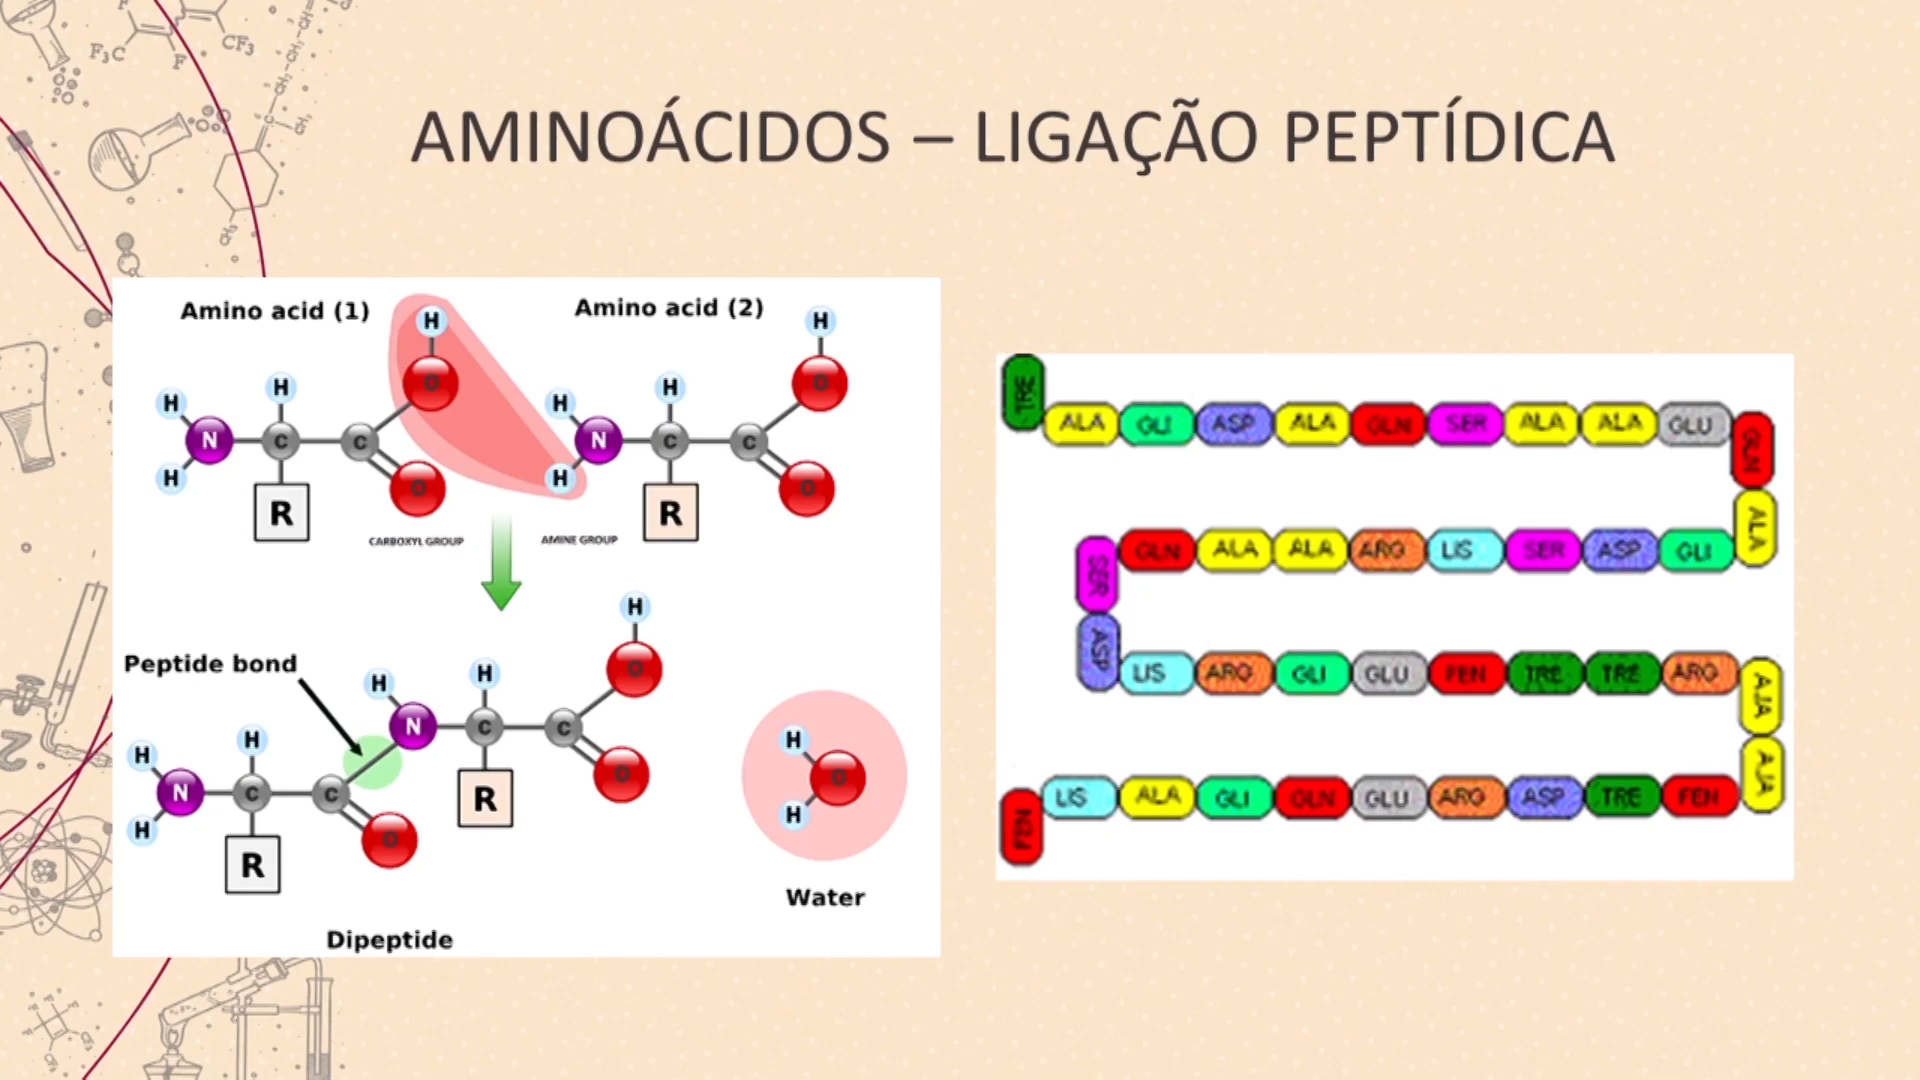 AMINOÁCIDOS – LIGAÇÃO PEPTÍDICA
Amino acid (1)
Amino acid (2)
H
H
H
H
H
H
H
O
O
N
C
C
N
C
C
H
H
O
O
R
R
CARBOXYL GROUP
AMINE GROUP
Peptide bond
H
H
H
O
N
C
C
H
H
O
N
C
C
H
O
R
R
H
O
H
Water
Dipeptide
TRE
ALA GLI ASP ALA GLN SER ALA ALA GLU
GLN
ALA
SER
GLN ALA ALA ARG LIS SER ASP GLI
ASP
LIS ARG GLI GLU FEN TRE TRE ARG
ALA
ALA
LIS ALA GLI GLN GLU ARG ASP TRE FEN
F₃C
CF₃
F
CH₃